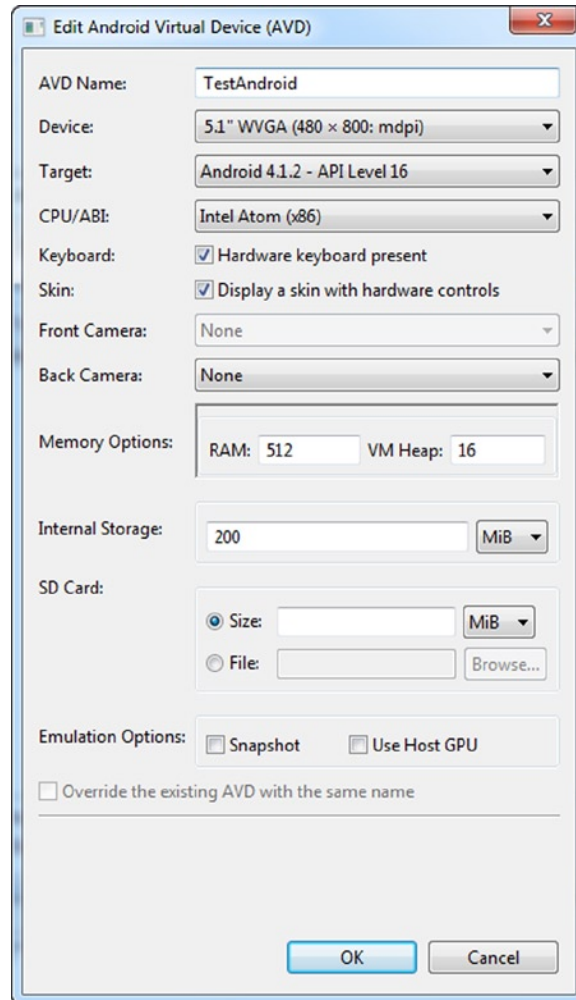 Edit Android Virtual Device (AVD)
AVD Name: TestAndroid
Device: 5.1" WVGA (480 × 800: mdpi)
Target: Android 4.1.2 - API Level 16
CPU/ABI: Intel Atom (x86)
Keyboard: Hardware keyboard present
Skin: Display a skin with hardware controls
Front Camera: None
Back Camera: None
Memory Options: RAM: 512 VM Heap: 16
Internal Storage: 200 MiB
SD Card:
Size: MiB
File: Browse...
Emulation Options: Snapshot Use Host GPU
Override the existing AVD with the same name
OK Cancel